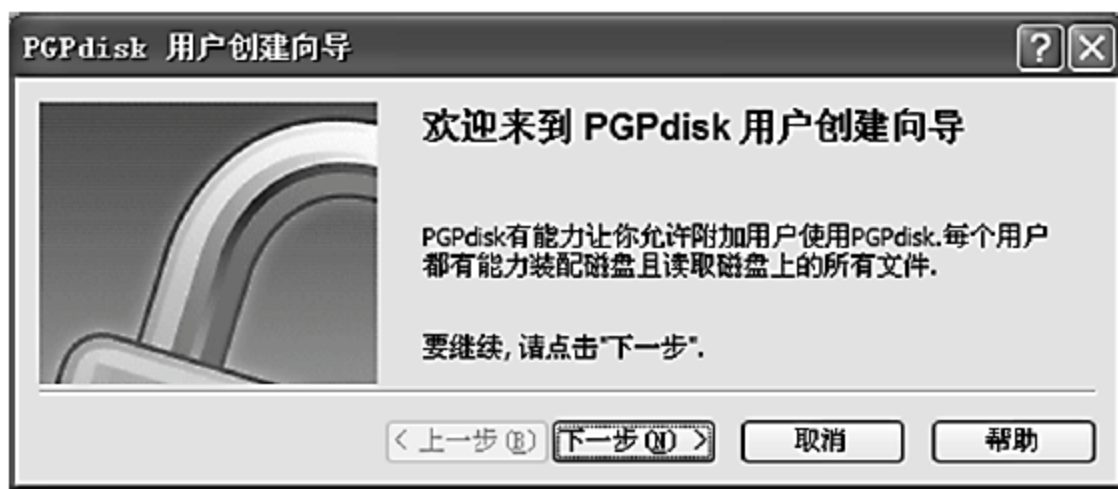 PGPdisk 用户创建向导
欢迎来到 PGPdisk 用户创建向导
PGPdisk有能力让你允许附加用户使用PGPdisk.每个用户
都有能力装配磁盘且读取磁盘上的所有文件.
要继续, 请点击"下一步".
< 上一步(B) 下一步(N) > 取消 帮助